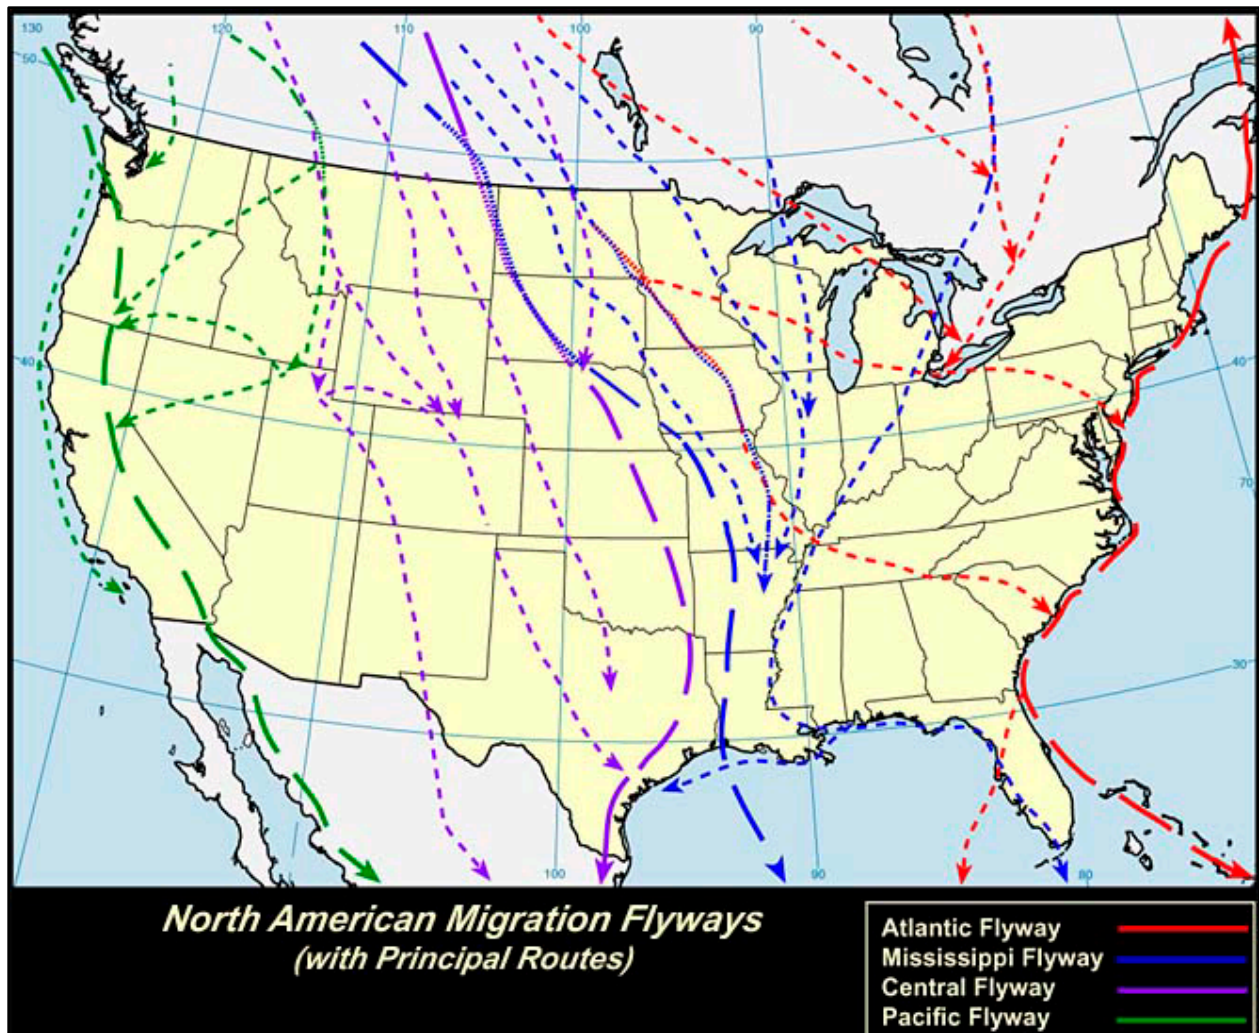 130
120
110
100
90
50
40
40
70
30
100
90
80
North American Migration Flyways
(with Principal Routes)
Atlantic Flyway
Mississippi Flyway
Central Flyway
Pacific Flyway